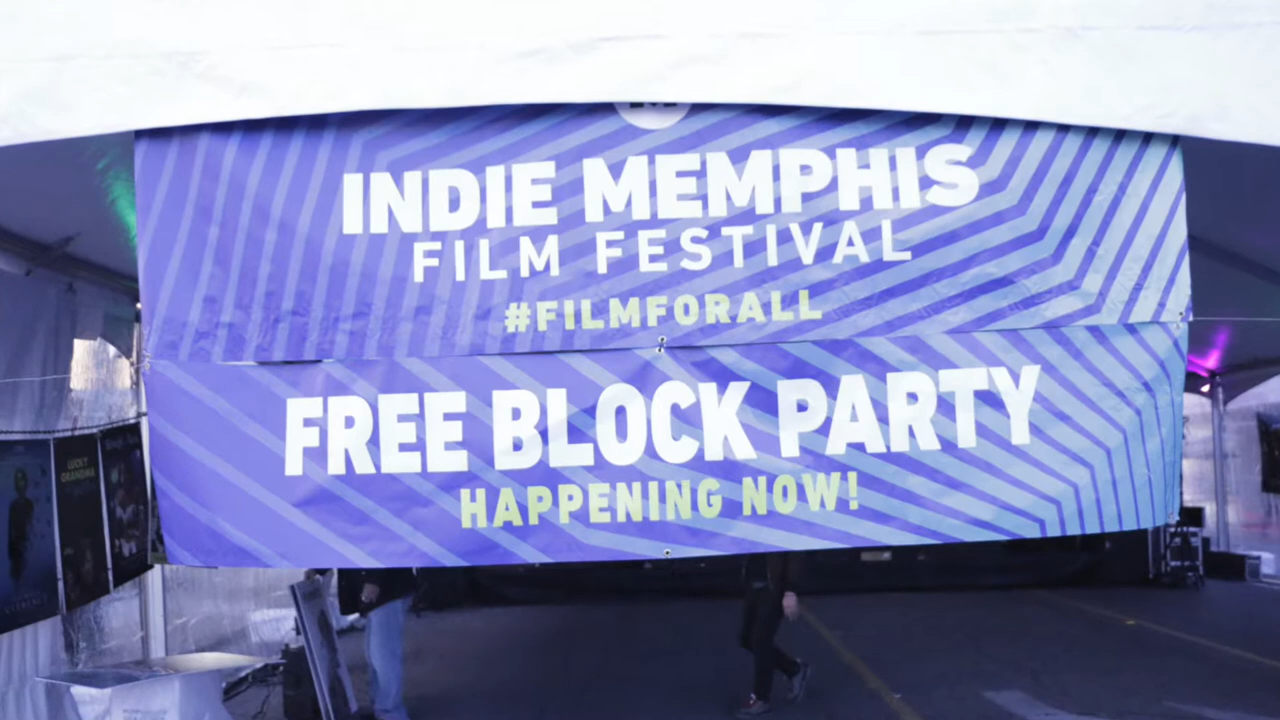 INDIE MEMPHIS
FILM FESTIVAL
#FILMFORALL
FREE BLOCK PARTY
HAPPENING NOW!
LUCKY
GRANDMA